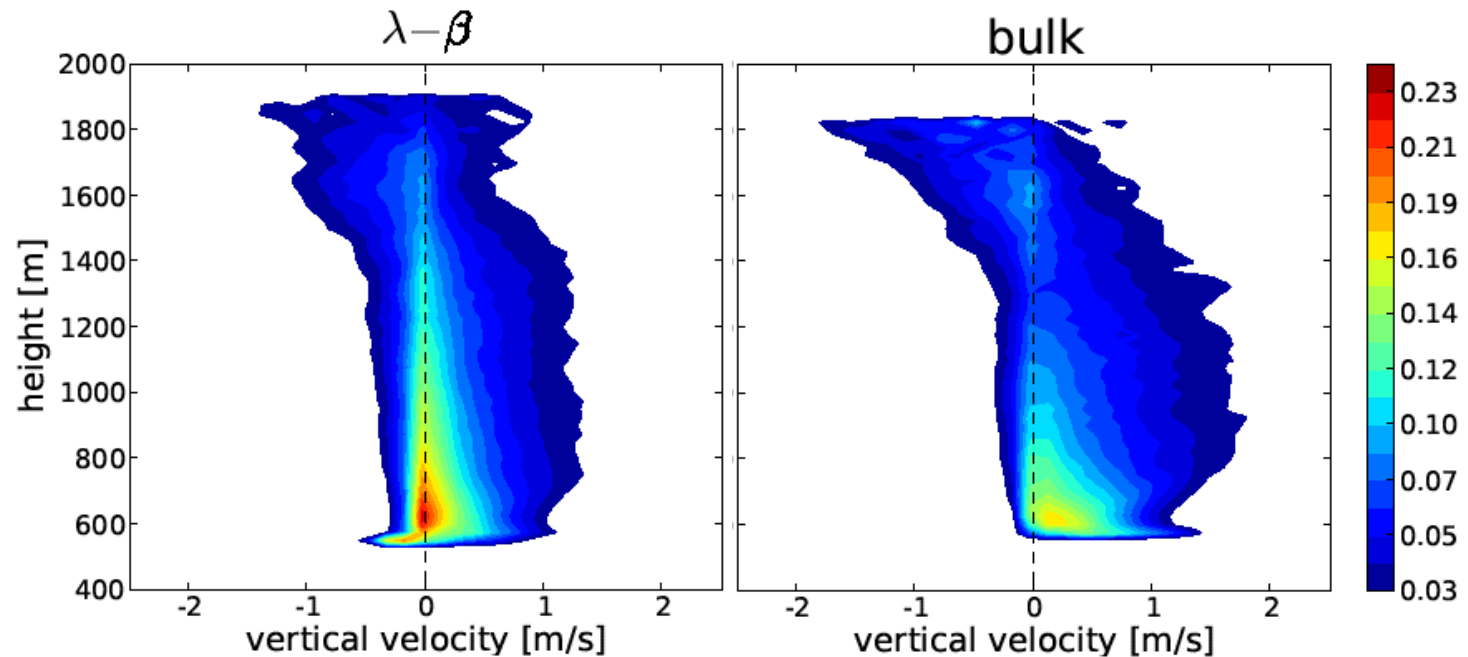 λ−β
bulk
2000
1800
1600
1400
1200
1000
800
600
400
height [m]
-2 -1 0 1 2
vertical velocity [m/s]
-2 -1 0 1 2
vertical velocity [m/s]
0.23
0.21
0.19
0.16
0.14
0.12
0.10
0.07
0.05
0.03